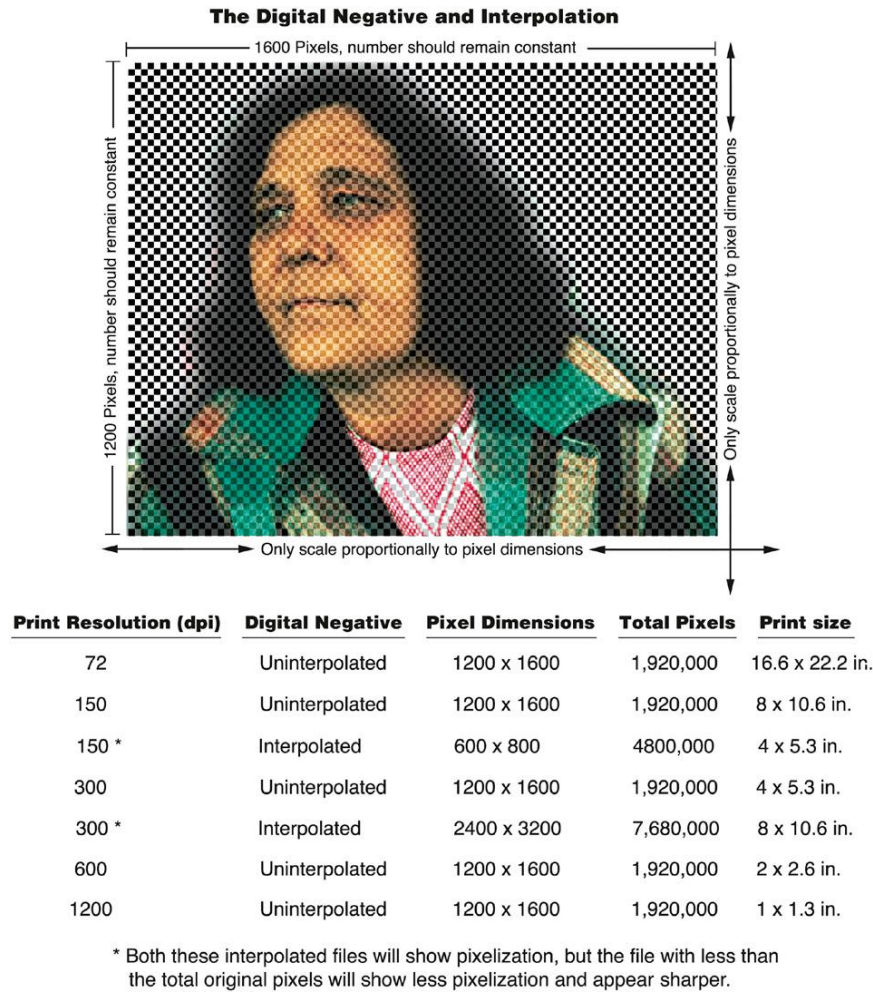 The Digital Negative and Interpolation
1600 Pixels, number should remain constant
1200 Pixels, number should remain constant
Only scale proportionally to pixel dimensions
Only scale proportionally to pixel dimensions
Print Resolution (dpi) Digital Negative Pixel Dimensions Total Pixels Print size
72 Uninterpolated 1200 x 1600 1,920,000 16.6 x 22.2 in.
150 Uninterpolated 1200 x 1600 1,920,000 8 x 10.6 in.
150 * Interpolated 600 x 800 4800,000 4 x 5.3 in.
300 Uninterpolated 1200 x 1600 1,920,000 4 x 5.3 in.
300 * Interpolated 2400 x 3200 7,680,000 8 x 10.6 in.
600 Uninterpolated 1200 x 1600 1,920,000 2 x 2.6 in.
1200 Uninterpolated 1200 x 1600 1,920,000 1 x 1.3 in.
* Both these interpolated files will show pixelization, but the file with less than
the total original pixels will show less pixelization and appear sharper.